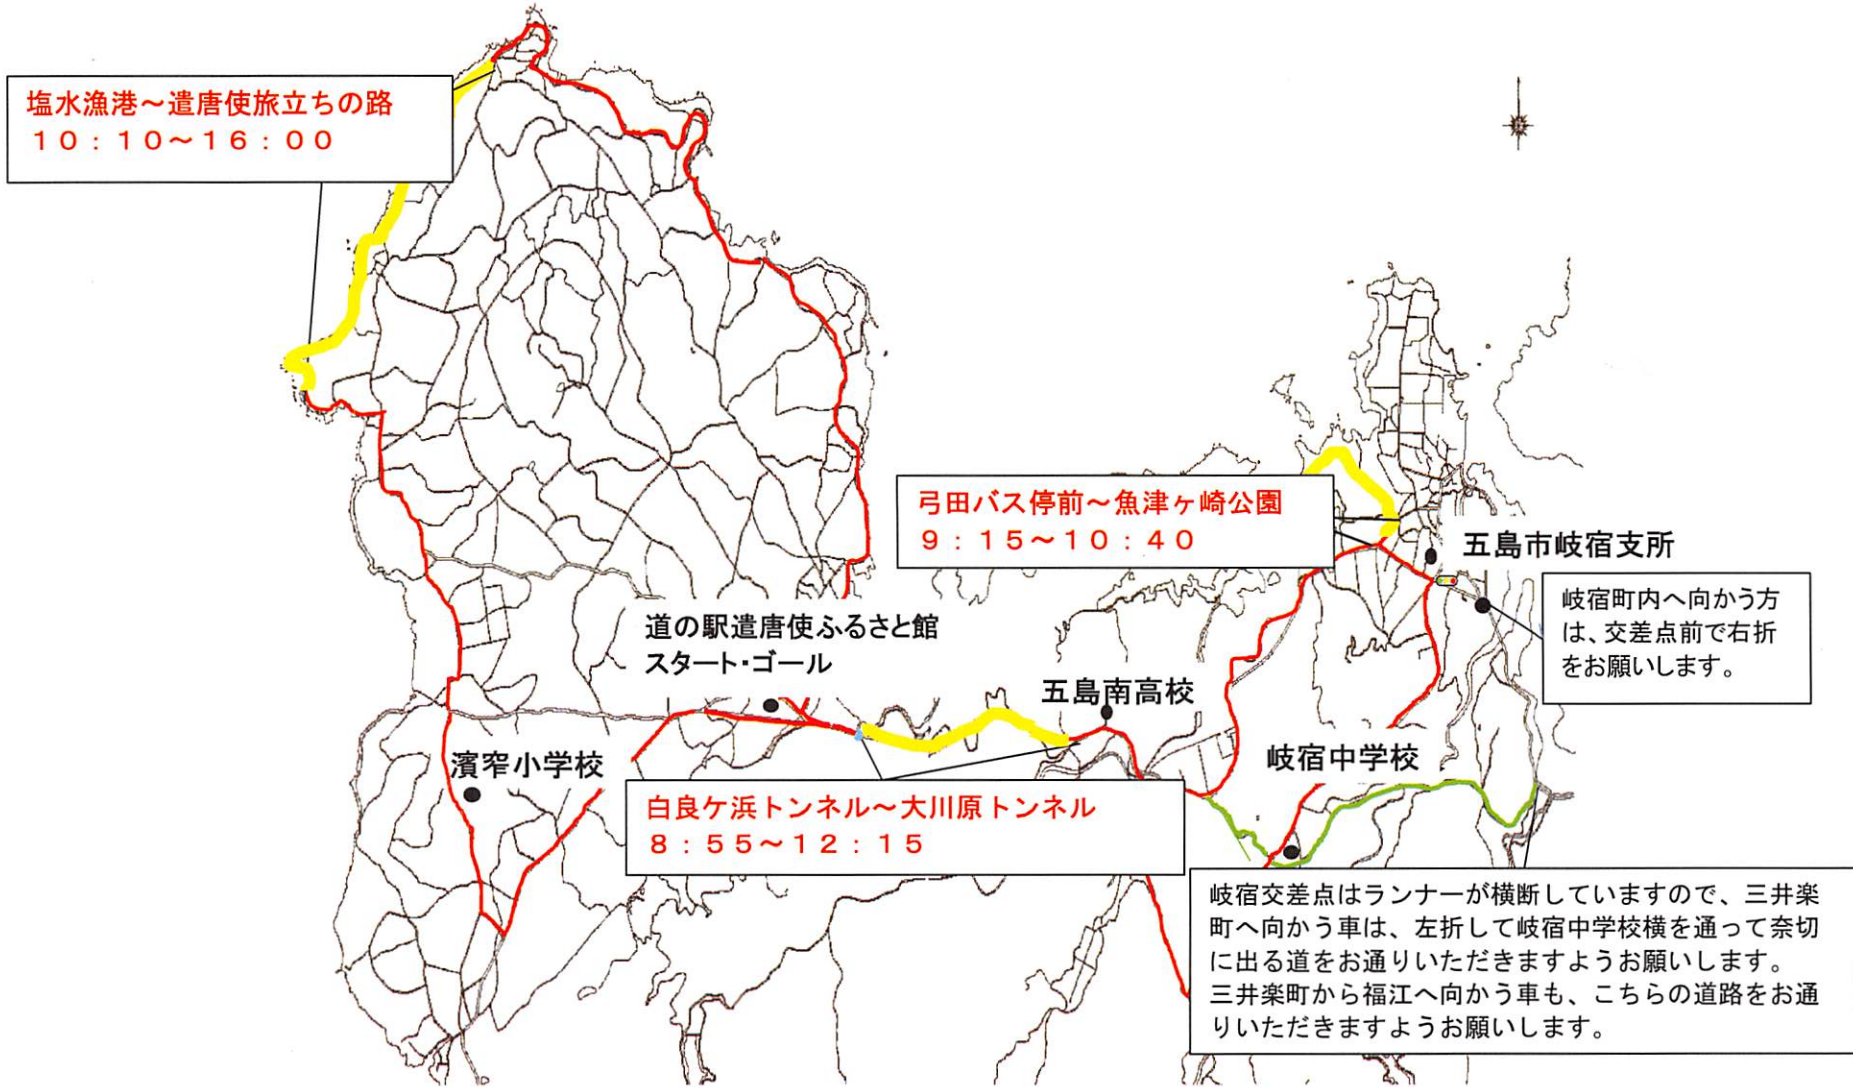 塩水漁港～遣唐使旅立ちの路
１０：１０～１６：００
弓田バス停前～魚津ヶ崎公園
９：１５～１０：４０
五島市岐宿支所
岐宿町内へ向かう方
は、交差点前で右折
をお願いします。
道の駅遣唐使ふるさと館
スタート・ゴール
五島南高校
濱窄小学校
岐宿中学校
白良ケ浜トンネル～大川原トンネル
８：５５～１２：１５
岐宿交差点はランナーが横断していますので、三井楽
町へ向かう車は、左折して岐宿中学校横を通って奈切
に出る道をお通りいただきますようお願いします。
三井楽町から福江へ向かう車も、こちらの道路をお通
りいただきますようお願いします。